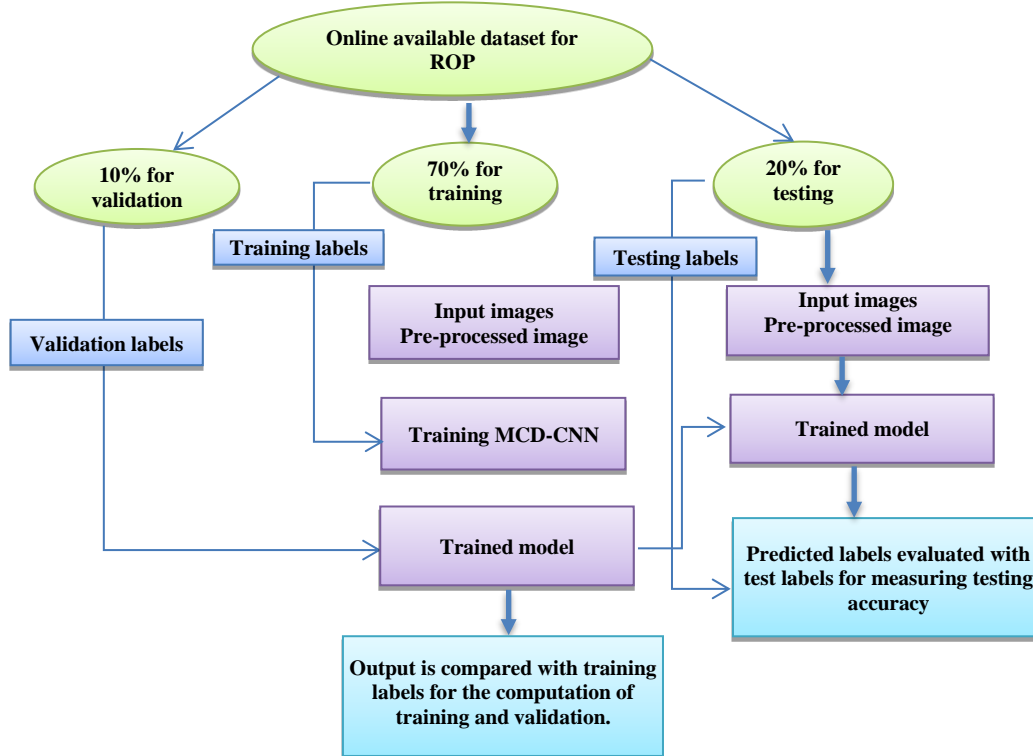 Online available dataset for
ROP
10% for
validation
70% for
training
20% for
testing
Training labels
Testing labels
Input images
Pre-processed image
Input images
Pre-processed image
Validation labels
Training MCD-CNN
Trained model
Trained model
Predicted labels evaluated with
test labels for measuring testing
accuracy
Output is compared with training
labels for the computation of
training and validation.